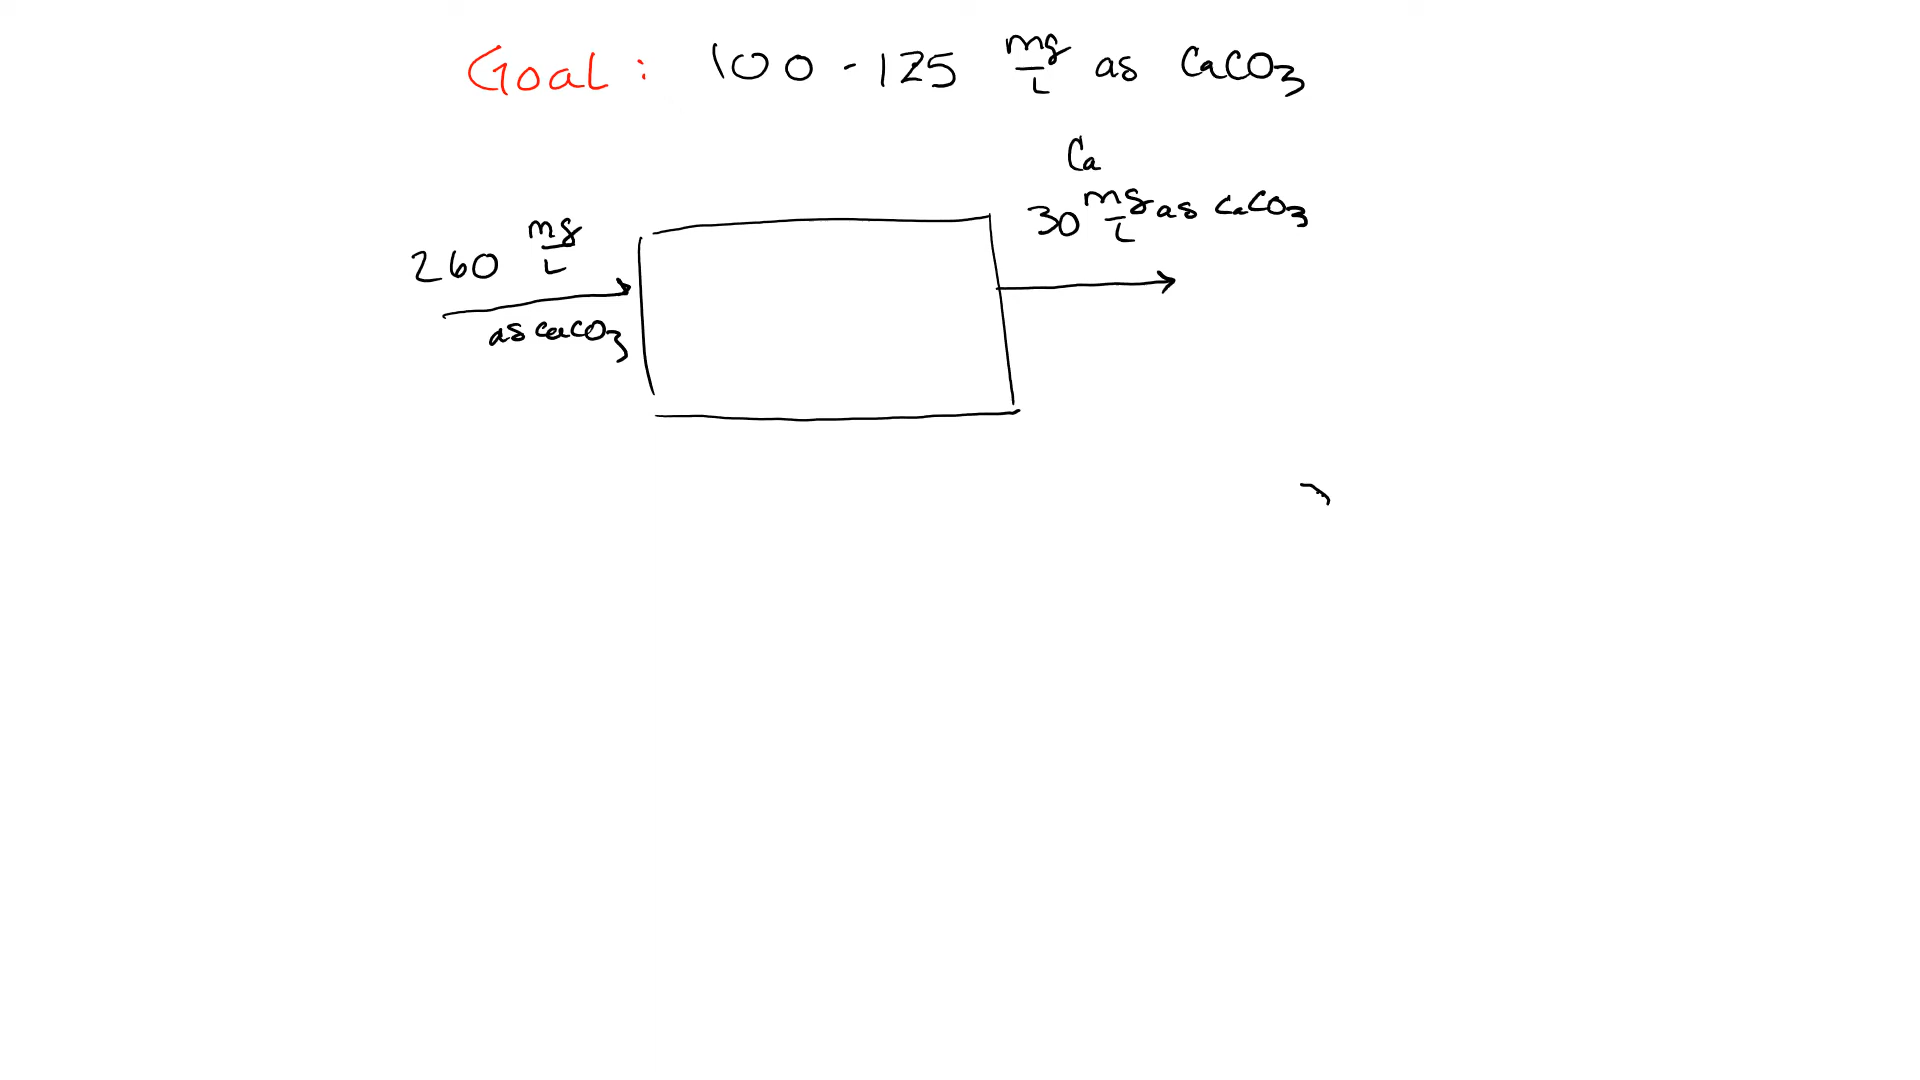 Goal: 100 - 125 mg/L as CaCO3
Ca
30 mg/L as CaCO3
260 mg/L
as CaCO3